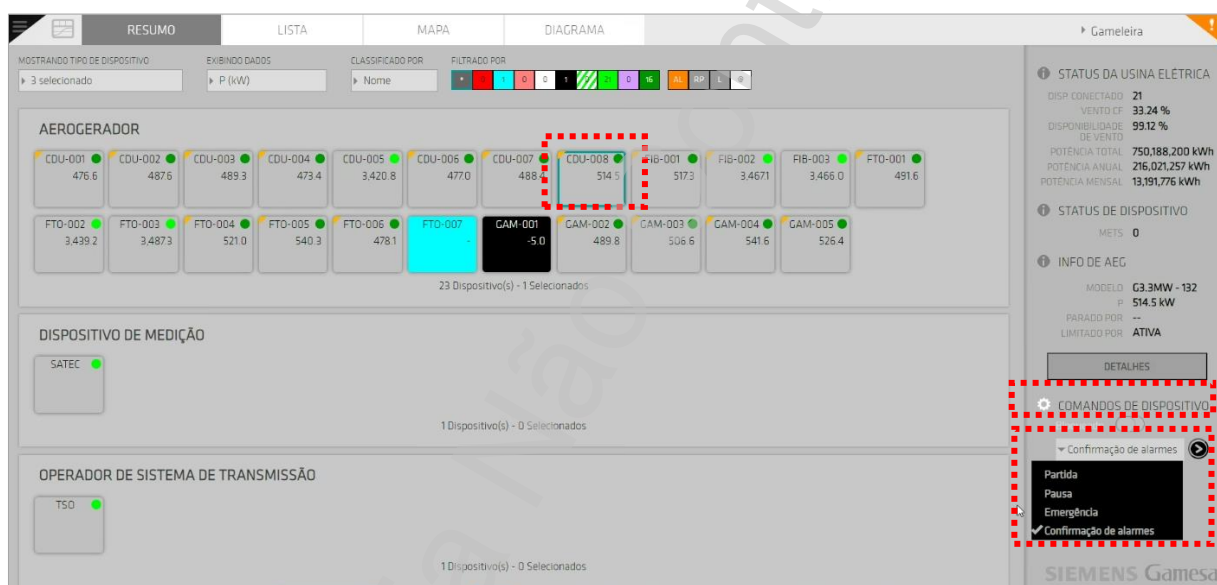 RESUMO LISTA MAPA DIAGRAMA Gameleira
MOSTRANDO TIPO DE DISPOSITIVO EXIBINDO DADOS CLASSIFICADO POR FILTRADO POR
3 selecionado P (kW) Nome * 0 1 0 0 1 21 0 16 AL RP L
AEROGERADOR
CDU-001 CDU-002 CDU-003 CDU-004 CDU-005 CDU-006 CDU-007 CDU-008 FIB-001 FIB-002 FIB-003 FTO-001
476.6 487.6 489.3 473.4 3,420.8 477.0 488.4 514.5 517.3 3,467.1 3,466.0 491.6
FTO-002 FTO-003 FTO-004 FTO-005 FTO-006 FTO-007 GAM-001 GAM-002 GAM-003 GAM-004 GAM-005
3,439.2 3,487.3 521.0 540.3 478.1 - -5.0 489.8 506.6 541.6 526.4
23 Dispositivo(s) - 1 Selecionados
DISPOSITIVO DE MEDIÇÃO
SATEC
1 Dispositivo(s) - 0 Selecionados
OPERADOR DE SISTEMA DE TRANSMISSÃO
TSO
1 Dispositivo(s) - 0 Selecionados
STATUS DA USINA ELÉTRICA
DISP CONECTADO 21
VENTO CF 33.24 %
DISPONIBILIDADE 99.12 %
DE VENTO
POTÊNCIA TOTAL 750,188,200 kWh
POTÊNCIA ANUAL 216,021,257 kWh
POTÊNCIA MENSAL 13,191,776 kWh
STATUS DE DISPOSITIVO
METS 0
INFO DE AEG
MODELO G3.3MW - 132
P 514.5 kW
PARADO POR --
LIMITADO POR ATIVA
DETALHES
COMANDOS DE DISPOSITIVO
Confirmação de alarmes
Partida
Pausa
Emergência
Confirmação de alarmes
SIEMENS Gamesa